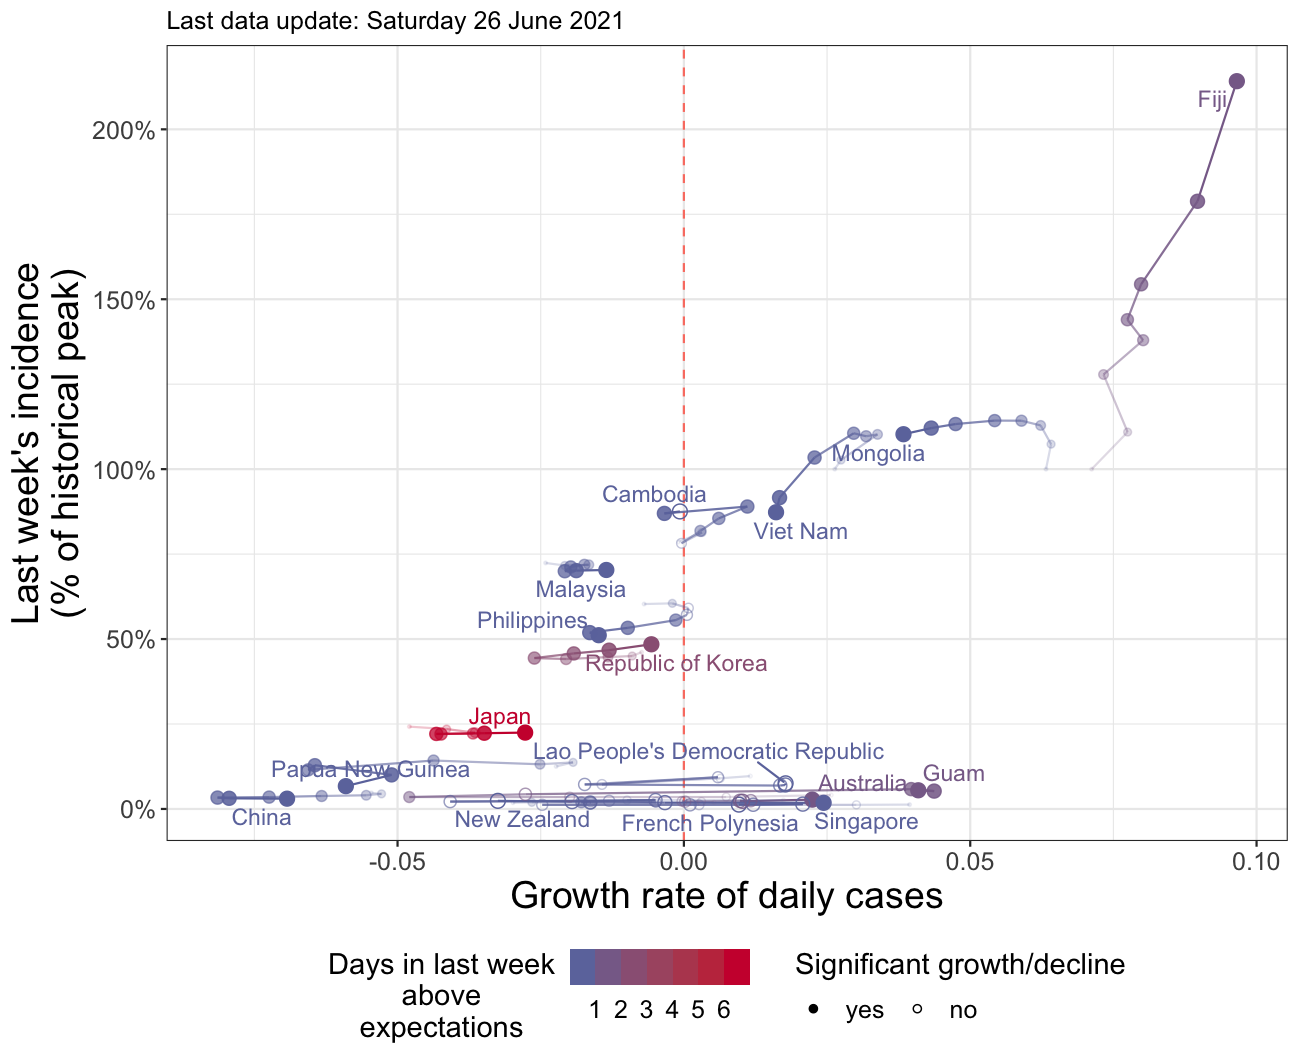 Last data update: Saturday 26 June 2021
Last week's incidence
(% of historical peak)
200%
150%
100%
50%
0%
Fiji
Mongolia
Cambodia
Viet Nam
Malaysia
Philippines
Republic of Korea
Japan
Lao People's Democratic Republic
Papua New Guinea
Australia
Guam
China
New Zealand
French Polynesia
Singapore
-0.05
0.00
0.05
0.10
Growth rate of daily cases
Days in last week
above
expectations
1 2 3 4 5 6
Significant growth/decline
yes
no